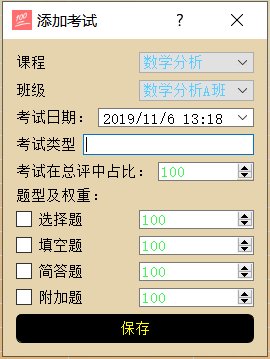 添加考试
课程 数学分析
班级 数学分析A班
考试日期： 2019/11/6 13:18
考试类型
考试在总评中占比： 100
题型及权重：
选择题 100
填空题 100
简答题 100
附加题 100
保存